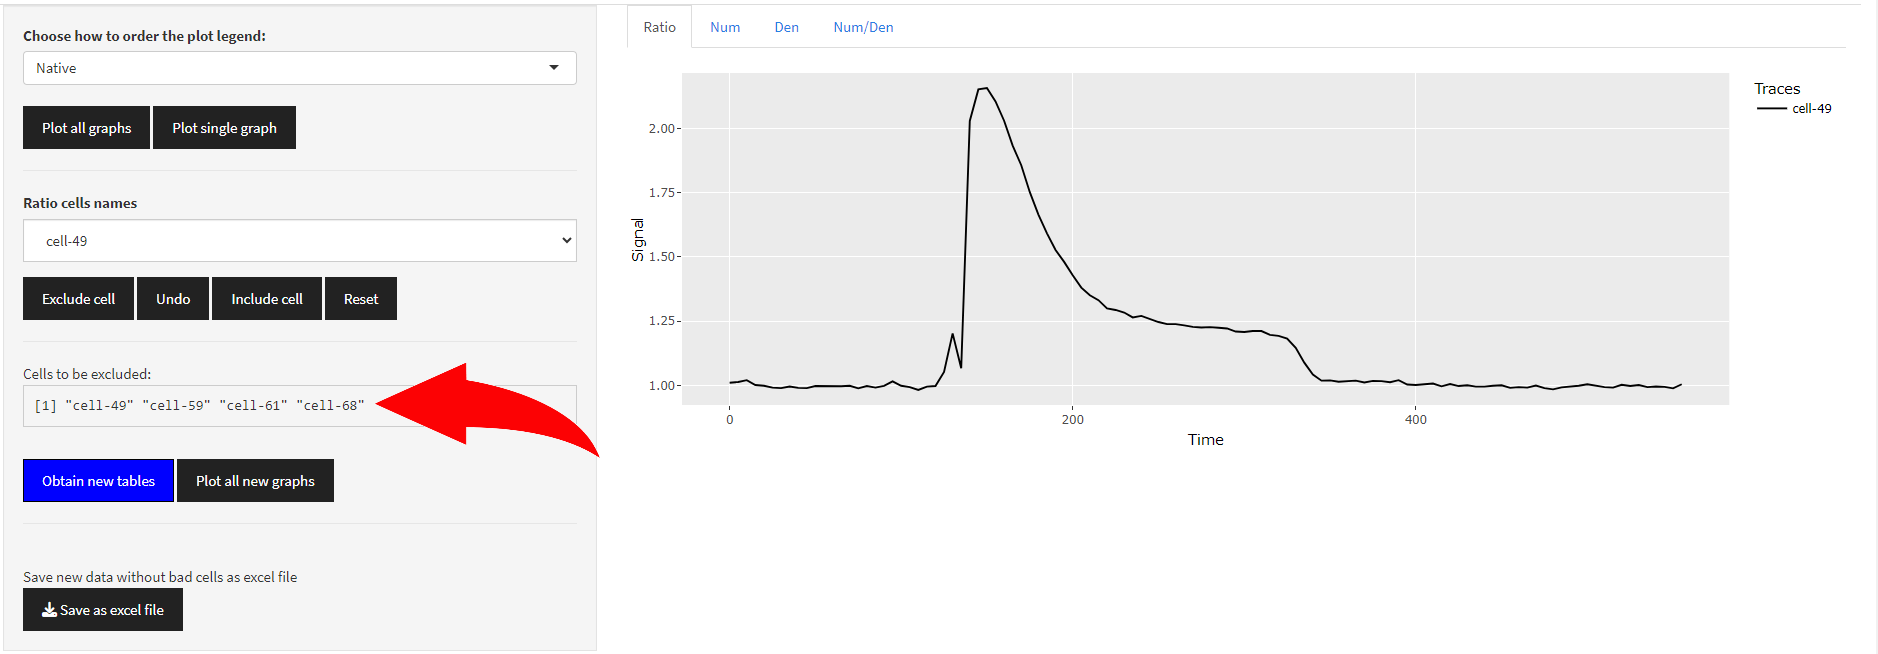 Choose how to order the plot legend:
Native
Plot all graphs Plot single graph
Ratio cells names
cell-49
Exclude cell Undo Include cell Reset
Cells to be excluded:
[1] "cell-49" "cell-59" "cell-61" "cell-68"
Obtain new tables Plot all new graphs
Save new data without bad cells as excel file
Save as excel file
Ratio Num Den Num/Den
Signal
2.00
1.75
1.50
1.25
1.00
0 200 400
Time
Traces
cell-49